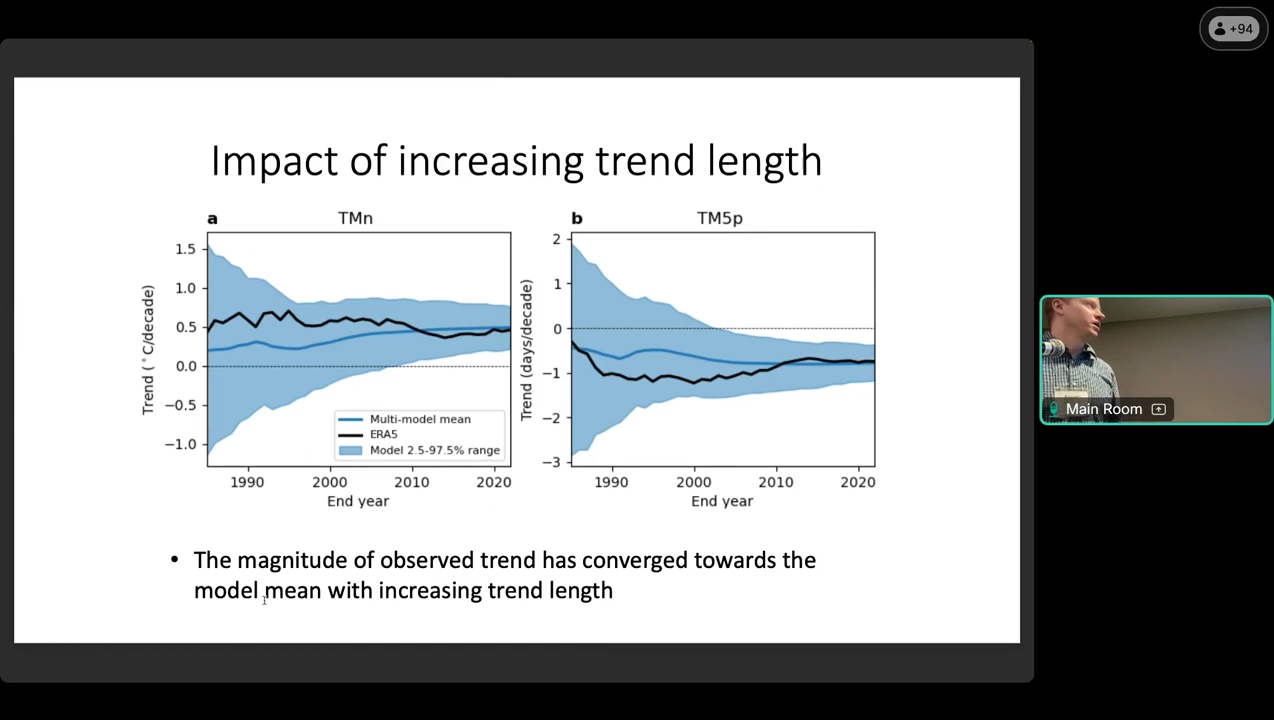 +94
Impact of increasing trend length
a TMn
Trend (°C/decade)
1.5
1.0
0.5
0.0
−0.5
−1.0
Multi-model mean
ERA5
Model 2.5-97.5% range
1990 2000 2010 2020
End year
b TM5p
Trend (days/decade)
2
1
0
−1
−2
−3
1990 2000 2010 2020
End year
• The magnitude of observed trend has converged towards the
model mean with increasing trend length
Main Room